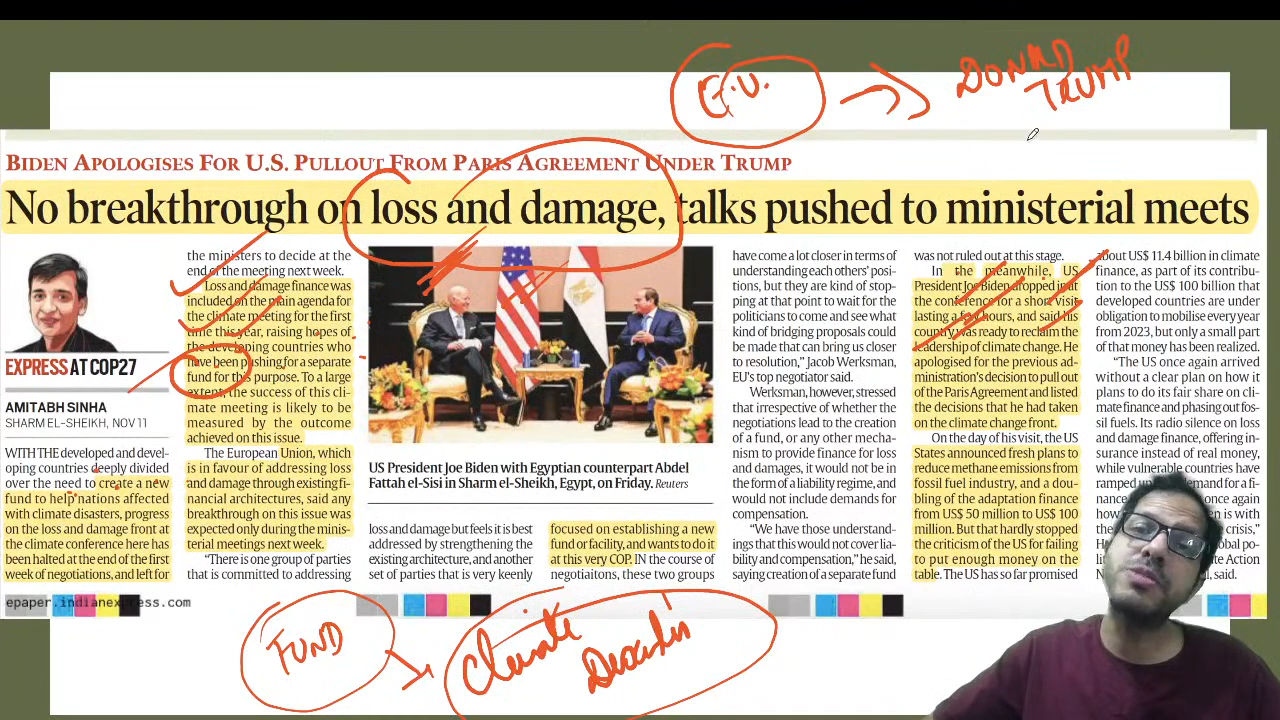 E.U.
DONALD
TRUMP
BIDEN APOLOGISES FOR U.S. PULLOUT FROM PARIS AGREEMENT UNDER TRUMP
No breakthrough on loss and damage, talks pushed to ministerial meets
EXPRESS AT COP27
AMITABH SINHA
SHARM EL-SHEIKH, NOV 11
WITH THE developed and devel-
oping countries deeply divided
over the need to create a new
fund to help nations affected
with climate disasters, progress
on the loss and damage front at
the climate conference here has
been halted at the end of the first
week of negotiations, and left for
the ministers to decide at the
end of the meeting next week.
Loss and damage finance was
included on the main agenda for
the climate meeting for the first
time this year, raising hopes of
the developing countries who
have been pushing for a separate
fund for this purpose. To a large
extent, the success of this cli-
mate meeting is likely to be
measured by the outcome
achieved on this issue.
The European Union, which
is in favour of addressing loss
and damage through existing fi-
nancial architectures, said any
breakthrough on this issue was
expected only during the minis-
terial meetings next week.
"There is one group of parties
that is committed to addressing
US President Joe Biden with Egyptian counterpart Abdel
Fattah el-Sisi in Sharm el-Sheikh, Egypt, on Friday. Reuters
loss and damage but feels it is best
addressed by strengthening the
existing architecture, and another
set of parties that is very keenly
focused on establishing a new
fund or facility, and wants to do it
at this very COP. IN the course of
negotiaitons, these two groups
have come a lot closer in terms of
understanding each others' posi-
tions, but they are kind of stop-
ping at that point to wait for the
politicians to come and see what
kind of bridging proposals could
be made that can bring us closer
to resolution," Jacob Werksman,
EU's top negotiator said.
Werksman, however, stressed
that irrespective of whether the
negotiations lead to the creation
of a fund, or any other mecha-
nism to provide finance for loss
and damages, it would not be in
the form of a liability regime, and
would not include demands for
compensation.
"We have those understand-
ings that this would not cover lia-
bility and compensation," he said,
saying creation of a separate fund
was not ruled out at this stage.
In the meanwhile, US
President Joe Biden dropped in at
the conference for a short visit
lasting a few hours, and said his
country was ready to reclaim the
leadership of climate change. He
apologised for the previous ad-
ministration's decision to pull out
of the Paris Agreement and listed
the decisions that he had taken
on the climate change front.
On the day of his visit, the US
States announced fresh plans to
reduce methane emissions from
fossil fuel industry, and a dou-
bling of the adaptation finance
from US$ 50 million to US$ 100
million. But that hardly stopped
the criticism of the US for failing
to put enough money on the
table. The US has so far promised
about US$ 11.4 billion in climate
finance, as part of its contribu-
tion to the US$ 100 billion that
developed countries are under
obligation to mobilise every year
from 2023, but only a small part
of that money has been realized.
"The US once again arrived
without a clear plan on how it
plans to do its fair share on cli-
mate finance and phasing out fos-
sil fuels. Its radio silence on loss
and damage finance, offering in-
surance instead of real money,
while vulnerable countries have
ramped up demand for a fi-
nance once again
is with
crisis,"
po-
Action
said.
epaper.indianexpress.com
FUND
Climate